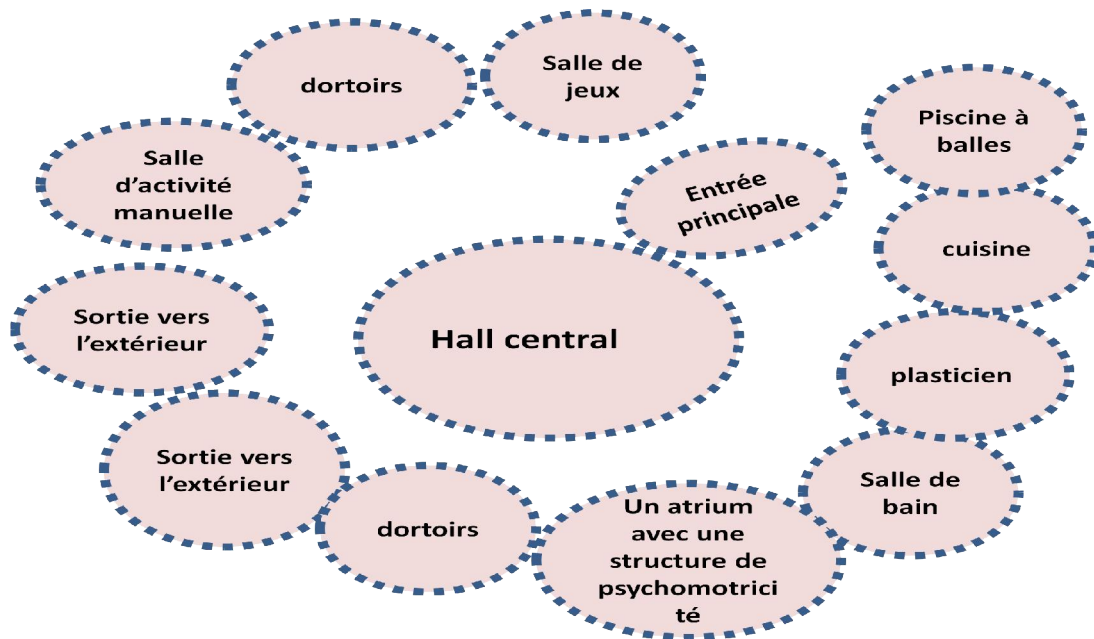 dortoirs
Salle de
jeux
Piscine à
balles
Salle
d’activité
manuelle
Entrée
principale
cuisine
Sortie vers
l’extérieur
Hall central
plasticien
Sortie vers
l’extérieur
Salle de
bain
dortoirs
Un atrium
avec une
structure de
psychomotrici
té